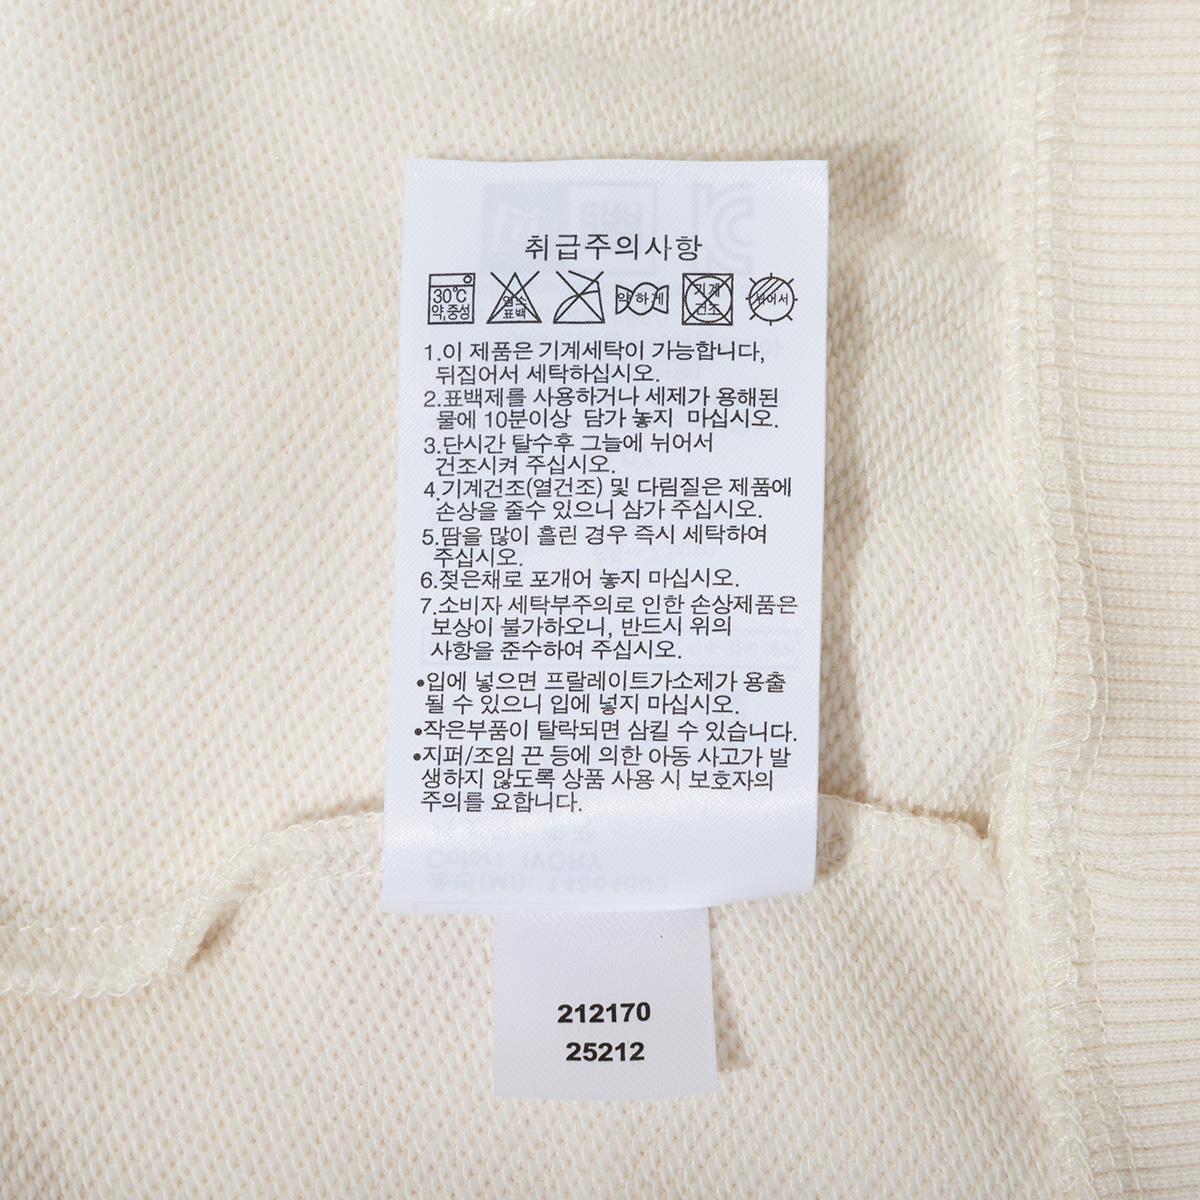 취급주의사항
30℃
약,중성
염소
표백
약하게
기계
건조
뉘어서
1.이 제품은 기계세탁이 가능합니다,
뒤집어서 세탁하십시오.
2.표백제를 사용하거나 세제가 용해된
물에 10분이상 담가 놓지 마십시오.
3.단시간 탈수후 그늘에 뉘어서
건조시켜 주십시오.
4.기계건조(열건조) 및 다림질은 제품에
손상을 줄수 있으니 삼가 주십시오.
5.땀을 많이 흘린 경우 즉시 세탁하여
주십시오.
6.젖은채로 포개어 놓지 마십시오.
7.소비자 세탁부주의로 인한 손상제품은
보상이 불가하오니, 반드시 위의
사항을 준수하여 주십시오.
•입에 넣으면 프탈레이트가소제가 용출
될 수 있으니 입에 넣지 마십시오.
•작은부품이 탈락되면 삼킬 수 있습니다.
•지퍼/조임 끈 등에 의한 아동 사고가 발
생하지 않도록 상품 사용 시 보호자의
주의를 요합니다.
Color: IVORY
212170
25212